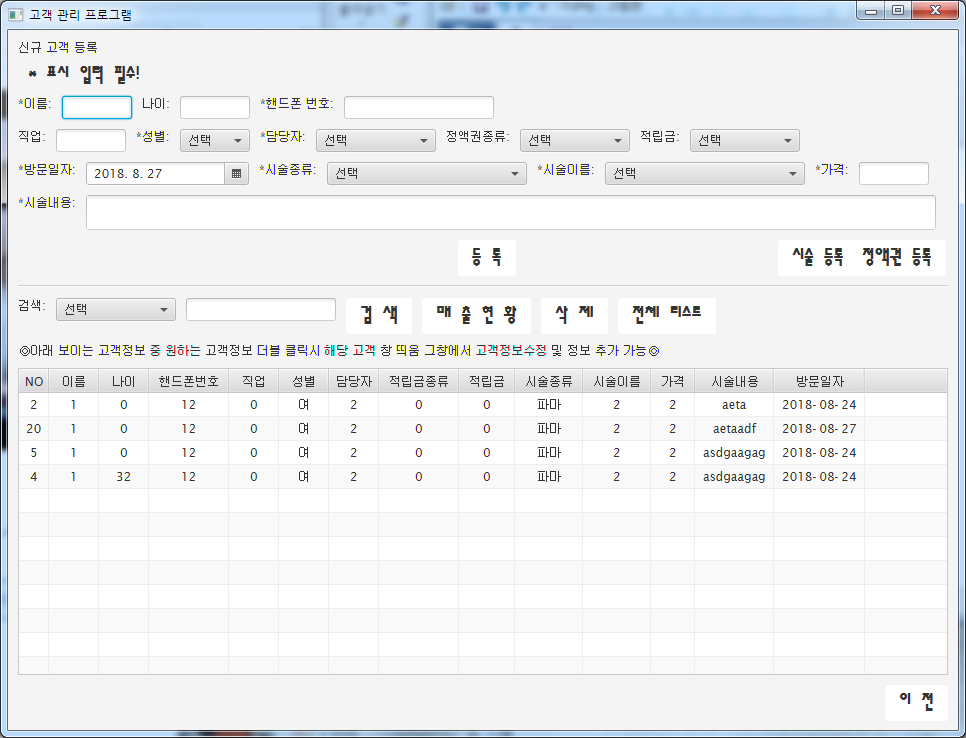 고객 관리 프로그램
신규 고객 등록
* 표시 입력 필수!
*이름: 나이: *핸드폰 번호:
직업: *성별: 선택 *담당자: 선택 정액권종류: 선택 적립금: 선택
*방문일자: 2018. 8. 27 *시술종류: 선택 *시술이름: 선택 *가격:
*시술내용:
등 록 시술 등록 정액권 등록
검색: 선택 검 색 매 출 현 황 삭 제 전체 리스트
◎아래 보이는 고객정보 중 원하는 고객정보 더블 클릭시 해당 고객 창 띄움 그창에서 고객정보수정 및 정보 추가 가능◎
NO 이름 나이 핸드폰번호 직업 성별 담당자 적립금종류 적립금 시술종류 시술이름 가격 시술내용 방문일자
2 1 0 12 0 여 2 0 0 파마 2 2 aeta 2018-08-24
20 1 0 12 0 여 2 0 0 파마 2 2 aetaadf 2018-08-27
5 1 0 12 0 여 2 0 0 파마 2 2 asdgaagag 2018-08-24
4 1 32 12 0 여 2 0 0 파마 2 2 asdgaagag 2018-08-24
이 전